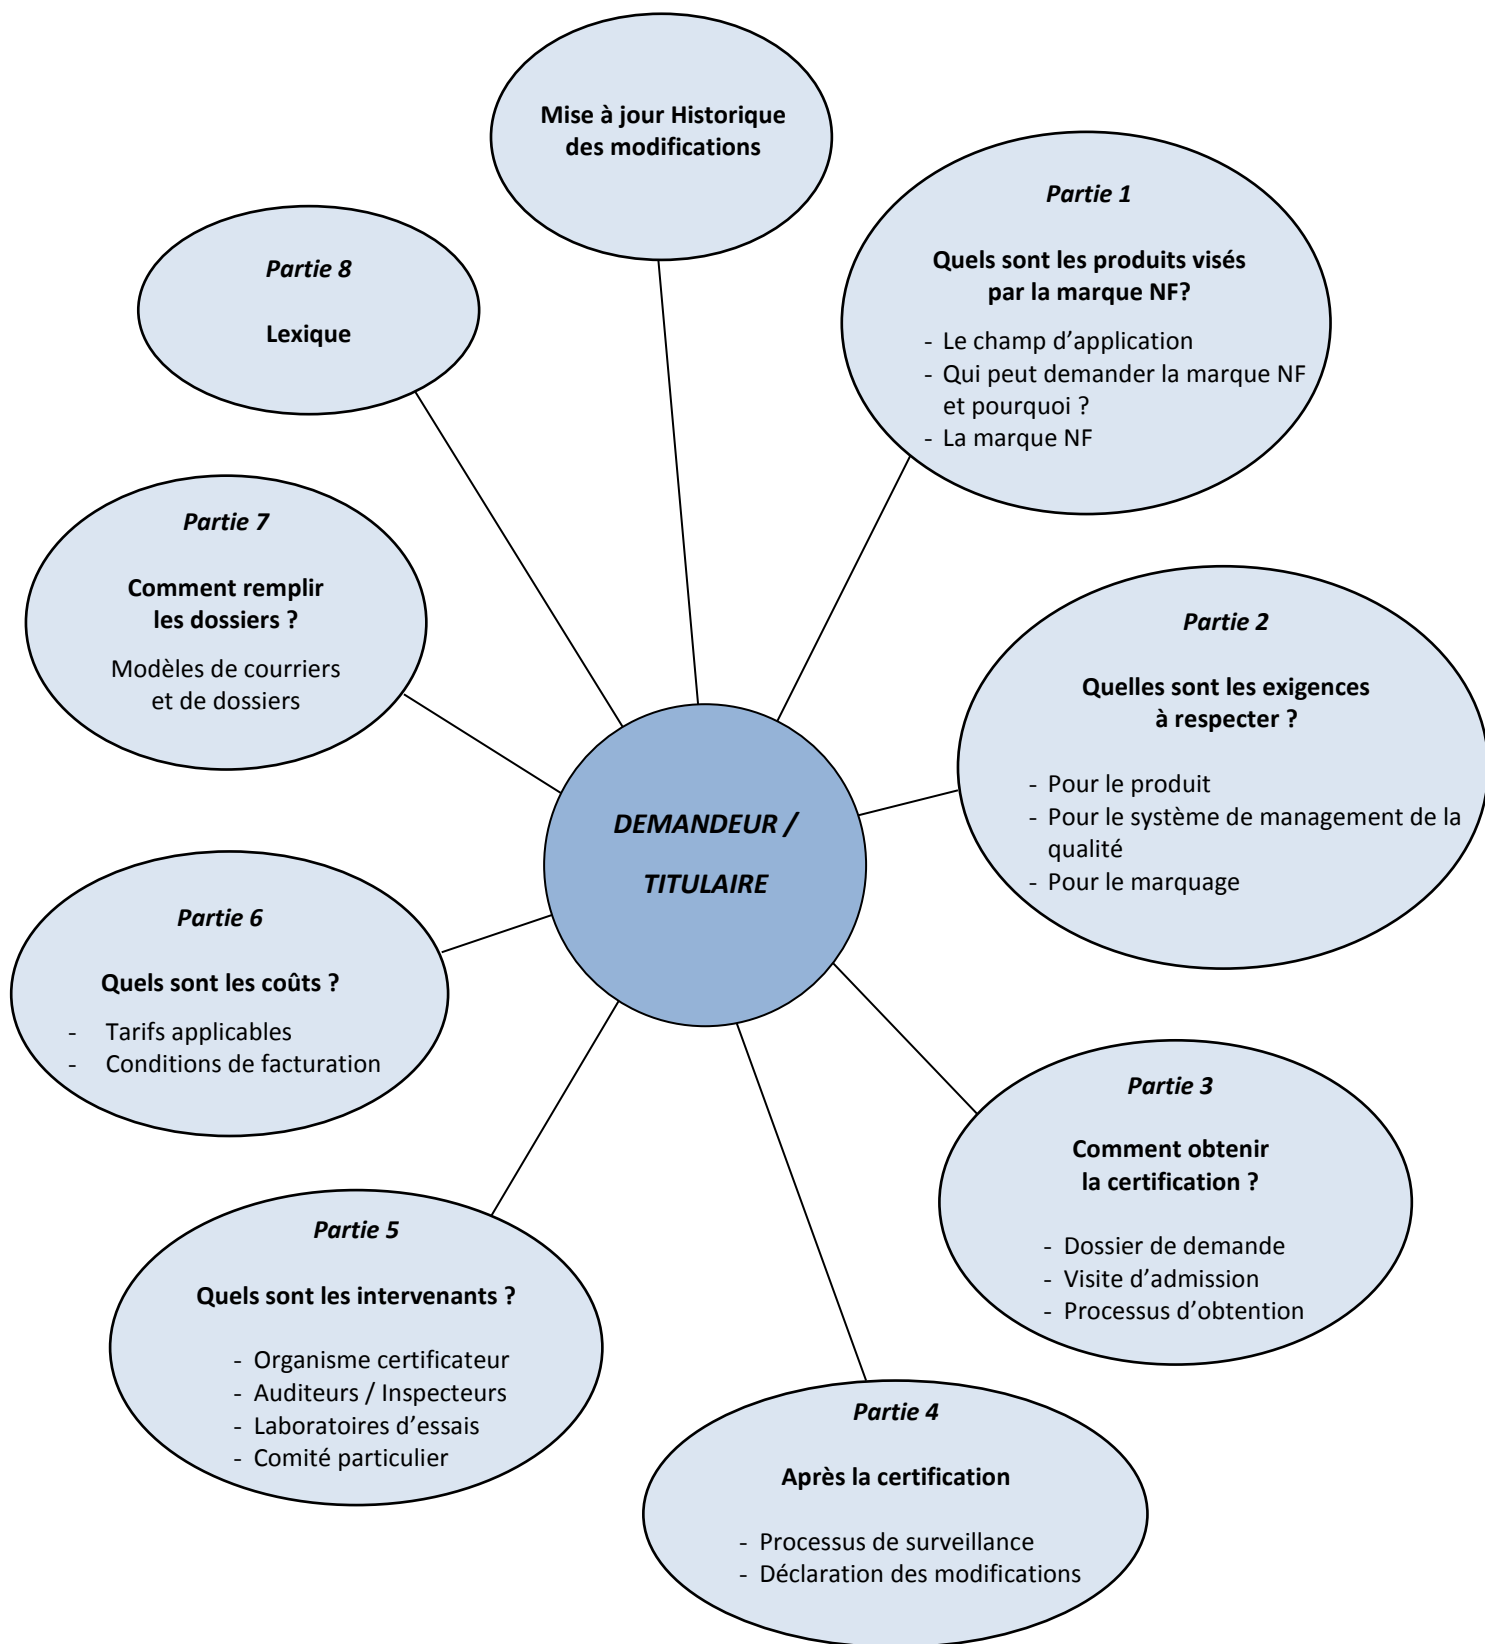 Mise à jour Historique
des modifications
Partie 1
Quels sont les produits visés
par la marque NF?
- Le champ d’application
- Qui peut demander la marque NF
et pourquoi ?
- La marque NF
Partie 2
Quelles sont les exigences
à respecter ?
- Pour le produit
- Pour le système de management de la
qualité
- Pour le marquage
Partie 3
Comment obtenir
la certification ?
- Dossier de demande
- Visite d’admission
- Processus d’obtention
Partie 4
Après la certification
- Processus de surveillance
- Déclaration des modifications
Partie 5
Quels sont les intervenants ?
- Organisme certificateur
- Auditeurs / Inspecteurs
- Laboratoires d’essais
- Comité particulier
Partie 6
Quels sont les coûts ?
- Tarifs applicables
- Conditions de facturation
Partie 7
Comment remplir
les dossiers ?
Modèles de courriers
et de dossiers
Partie 8
Lexique
DEMANDEUR /
TITULAIRE